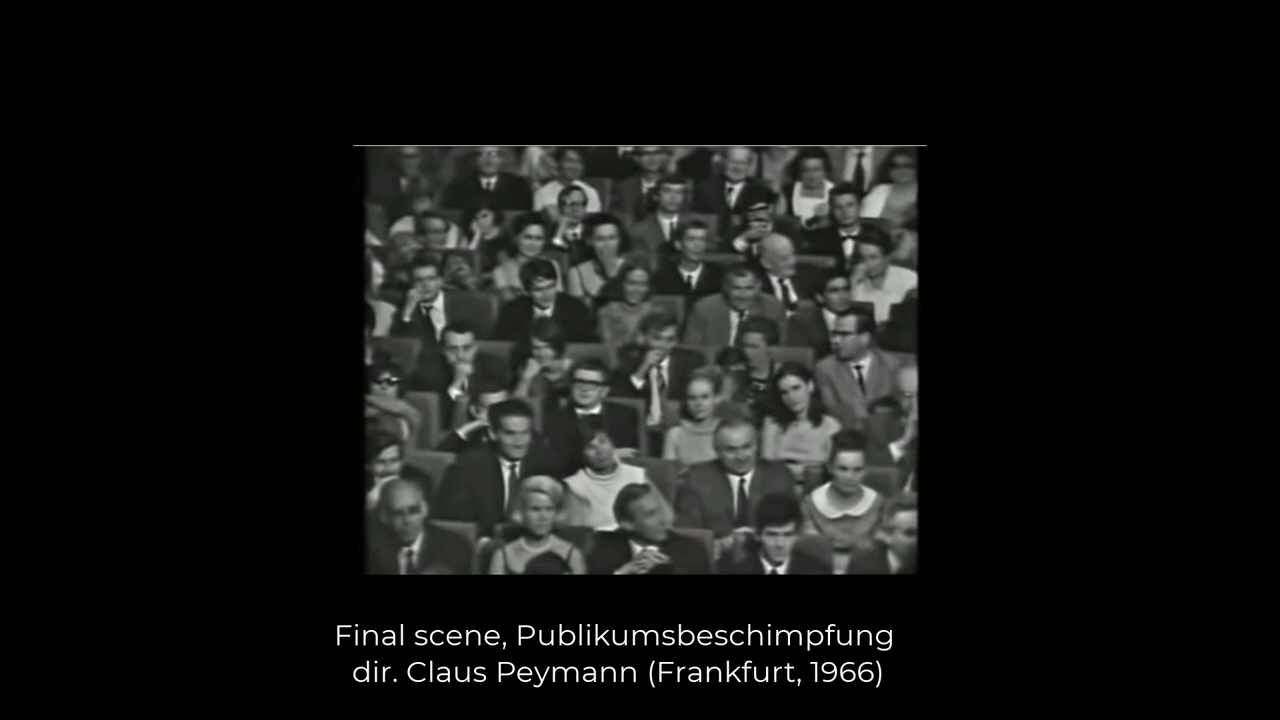 Final scene, Publikumsbeschimpfung
dir. Claus Peymann (Frankfurt, 1966)